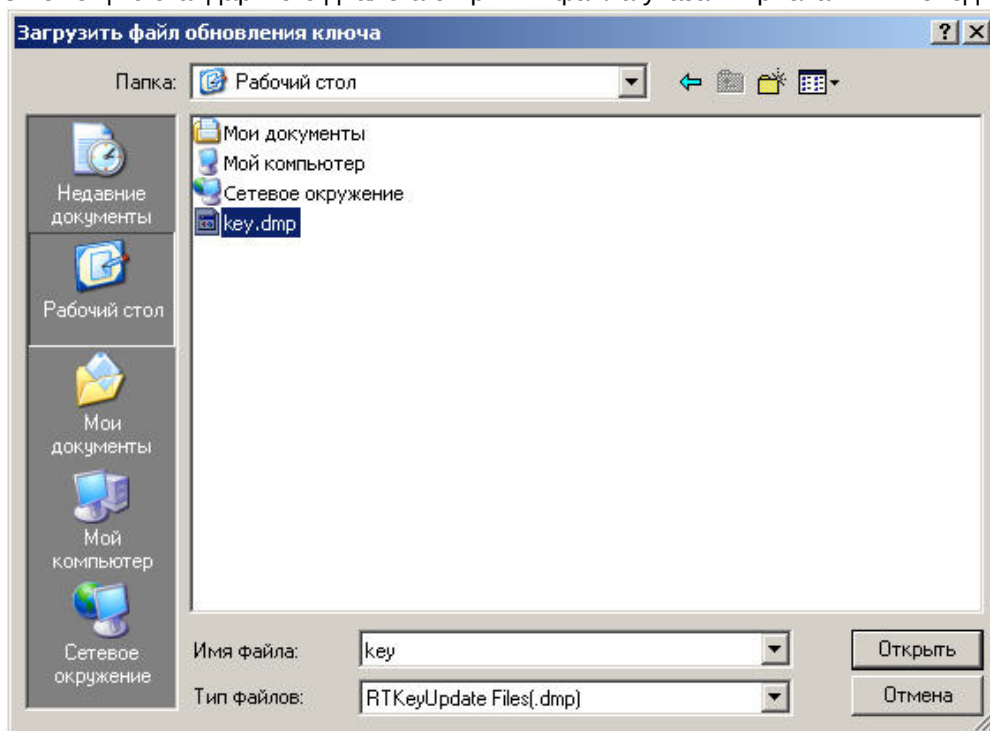 Загрузить файл обновления ключа
Папка:
Рабочий стол
Недавние
документы
Рабочий стол
Мои
документы
Мой
компьютер
Сетевое
окружение
Мои документы
Мой компьютер
Сетевое окружение
key.dmp
Имя файла:
key
Открыть
Тип файлов:
RTKeyUpdate Files(.dmp)
Отмена